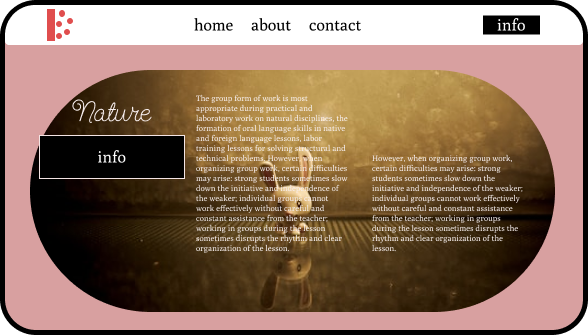 home about contact info
Nature
info
The group form of work is most
appropriate during practical and
laboratory work on natural disciplines, the
formation of oral language skills in native
and foreign language lessons, labor
training lessons for solving structural and
technical problems. However, when
organizing group work, certain difficulties
may arise: strong students sometimes slow
down the initiative and independence of
the weaker; individual groups cannot
work effectively without careful and
constant assistance from the teacher;
working in groups during the lesson
sometimes disrupts the rhythm and clear
organization of the lesson.
However, when organizing group work,
certain difficulties may arise: strong
students sometimes slow down the
initiative and independence of the weaker;
individual groups cannot work effectively
without careful and constant assistance
from the teacher; working in groups
during the lesson sometimes disrupts the
rhythm and clear organization of the
lesson.